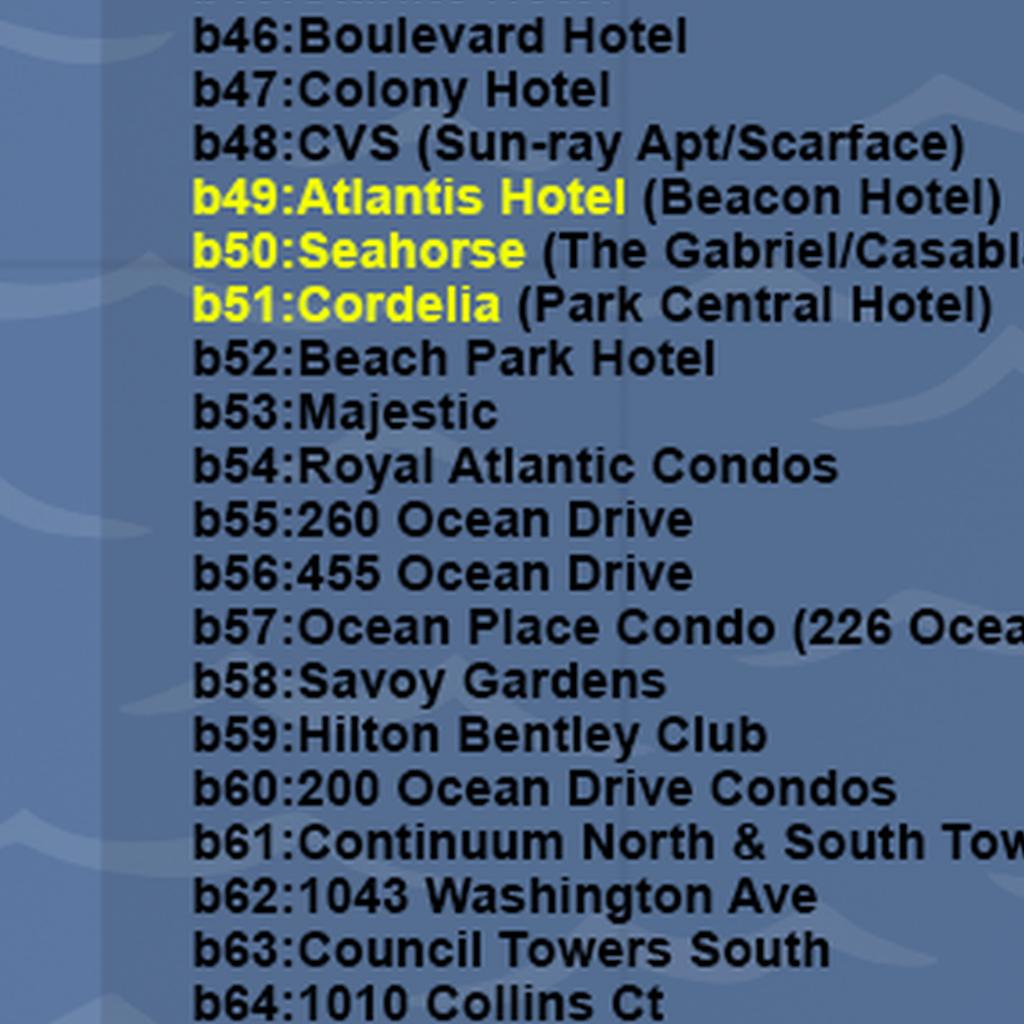 b46:Boulevard Hotel
b47:Colony Hotel
b48:CVS (Sun-ray Apt/Scarface)
b49:Atlantis Hotel (Beacon Hotel)
b50:Seahorse (The Gabriel/Casabl
b51:Cordelia (Park Central Hotel)
b52:Beach Park Hotel
b53:Majestic
b54:Royal Atlantic Condos
b55:260 Ocean Drive
b56:455 Ocean Drive
b57:Ocean Place Condo (226 Ocea
b58:Savoy Gardens
b59:Hilton Bentley Club
b60:200 Ocean Drive Condos
b61:Continuum North & South Tow
b62:1043 Washington Ave
b63:Council Towers South
b64:1010 Collins Ct